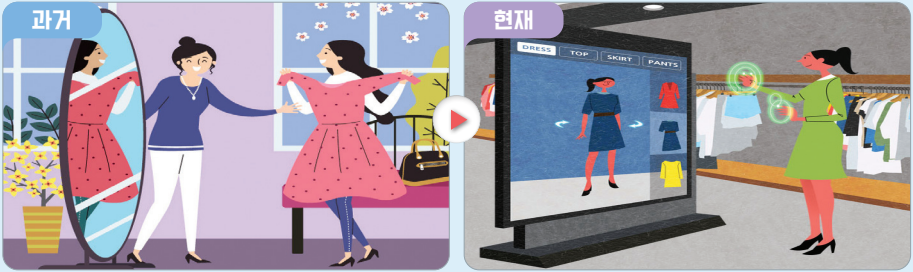 과거
현재
DRESS TOP SKIRT PANTS